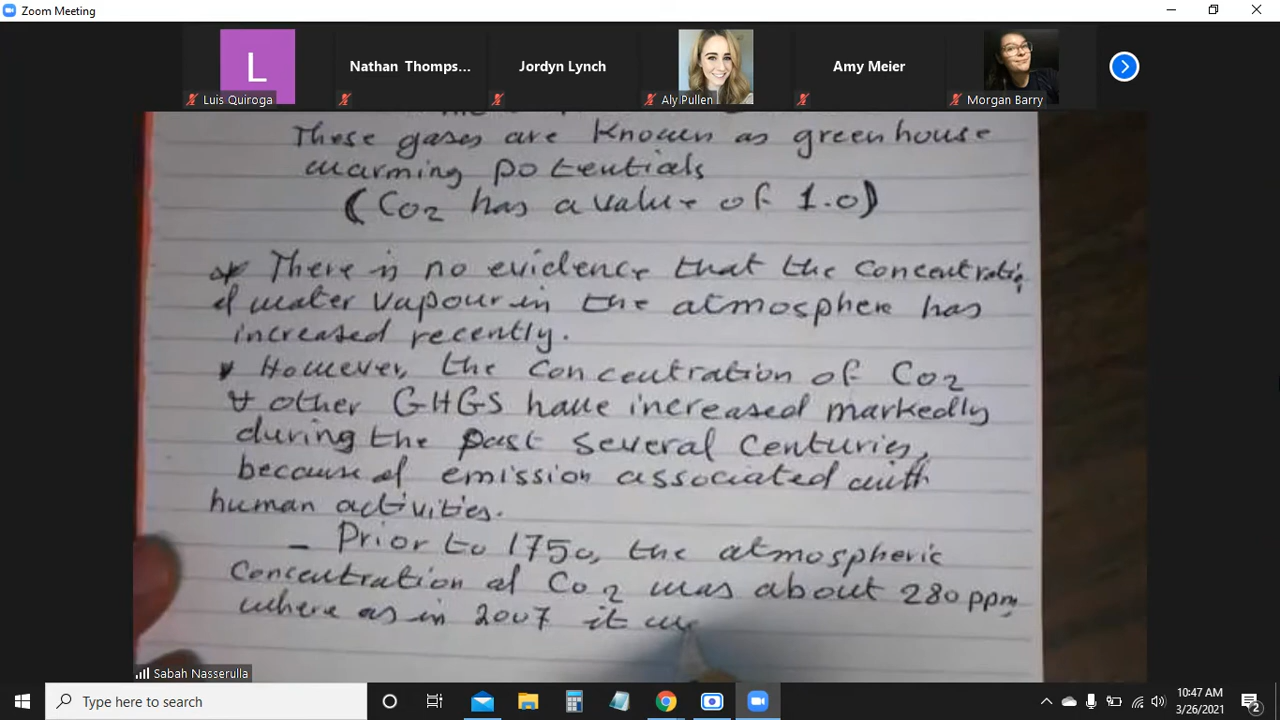 Zoom Meeting
L
Luis Quiroga
Nathan Thomps...
Jordyn Lynch
Aly Pullen
Amy Meier
Morgan Barry
These gases are known as greenhouse
warming potentials
(CO2 has a value of 1.0)
* There is no evidence that the concentratio
of water vapour in the atmosphere has
increased recently.
However, the concentration of CO2
& other GHGS have increased markedly
during the past several centuries,
because of emission associated with
human activities.
- Prior to 1750, the atmospheric
concentration of CO2 was about 280 ppm,
where as in 2007 it
Sabah Nasserulla
Type here to search
10:47 AM
3/26/2021
2